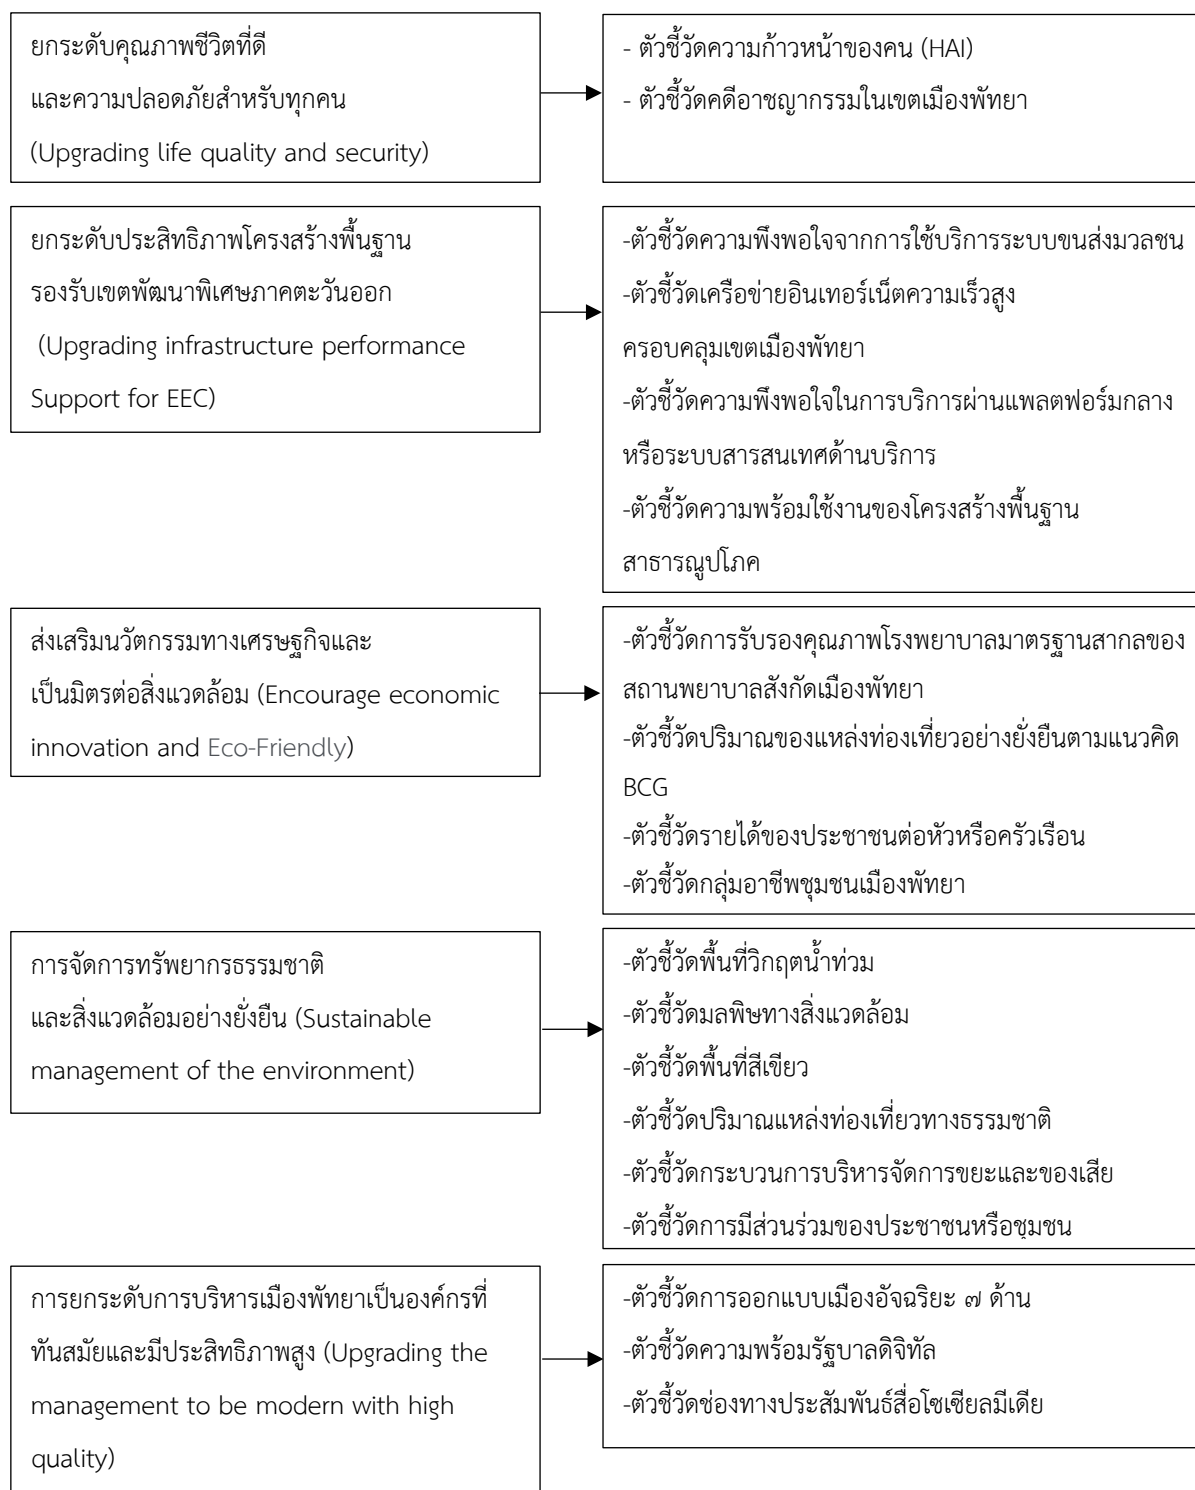 ยกระดับคุณภาพชีวิตที่ดี
และความปลอดภัยสำหรับทุกคน
(Upgrading life quality and security)
- ตัวชี้วัดความก้าวหน้าของคน (HAI)
- ตัวชี้วัดคดีอาชญากรรมในเขตเมืองพัทยา
ยกระดับประสิทธิภาพโครงสร้างพื้นฐาน
รองรับเขตพัฒนาพิเศษภาคตะวันออก
(Upgrading infrastructure performance
Support for EEC)
-ตัวชี้วัดความพึงพอใจจากการใช้บริการระบบขนส่งมวลชน
-ตัวชี้วัดเครือข่ายอินเทอร์เน็ตความเร็วสูง
ครอบคลุมเขตเมืองพัทยา
-ตัวชี้วัดความพึงพอใจในการบริการผ่านแพลตฟอร์มกลาง
หรือระบบสารสนเทศด้านบริการ
-ตัวชี้วัดความพร้อมใช้งานของโครงสร้างพื้นฐาน
สาธารณูปโภค
ส่งเสริมนวัตกรรมทางเศรษฐกิจและ
เป็นมิตรต่อสิ่งแวดล้อม (Encourage economic
innovation and Eco-Friendly)
-ตัวชี้วัดการรับรองคุณภาพโรงพยาบาลมาตรฐานสากลของ
สถานพยาบาลสังกัดเมืองพัทยา
-ตัวชี้วัดปริมาณของแหล่งท่องเที่ยวอย่างยั่งยืนตามแนวคิด
BCG
-ตัวชี้วัดรายได้ของประชาชนต่อหัวหรือครัวเรือน
-ตัวชี้วัดกลุ่มอาชีพชุมชนเมืองพัทยา
การจัดการทรัพยากรธรรมชาติ
และสิ่งแวดล้อมอย่างยั่งยืน (Sustainable
management of the environment)
-ตัวชี้วัดพื้นที่วิกฤตน้ำท่วม
-ตัวชี้วัดมลพิษทางสิ่งแวดล้อม
-ตัวชี้วัดพื้นที่สีเขียว
-ตัวชี้วัดปริมาณแหล่งท่องเที่ยวทางธรรมชาติ
-ตัวชี้วัดกระบวนการบริหารจัดการขยะและของเสีย
-ตัวชี้วัดการมีส่วนร่วมของประชาชนหรือชุมชน
การยกระดับการบริหารเมืองพัทยาเป็นองค์กรที่
ทันสมัยและมีประสิทธิภาพสูง (Upgrading the
management to be modern with high
quality)
-ตัวชี้วัดการออกแบบเมืองอัจฉริยะ ๗ ด้าน
-ตัวชี้วัดความพร้อมรัฐบาลดิจิทัล
-ตัวชี้วัดช่องทางประสัมพันธ์สื่อโซเซียลมีเดีย